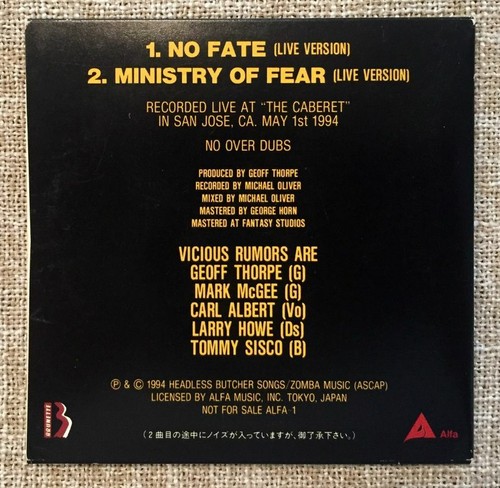 1. NO FATE (LIVE VERSION)
2. MINISTRY OF FEAR (LIVE VERSION)
RECORDED LIVE AT "THE CABERET"
IN SAN JOSE, CA. MAY 1st 1994
NO OVER DUBS
PRODUCED BY GEOFF THORPE
RECORDED BY MICHAEL OLIVER
MIXED BY MICHAEL OLIVER
MASTERED BY GEORGE HORN
MASTERED AT FANTASY STUDIOS
VICIOUS RUMORS ARE
GEOFF THORPE (G)
MARK McGEE (G)
CARL ALBERT (Vo)
LARRY HOWE (Ds)
TOMMY SISCO (B)
℗ & © 1994 HEADLESS BUTCHER SONGS/ZOMBA MUSIC (ASCAP)
LICENSED BY ALFA MUSIC, INC. TOKYO, JAPAN
NOT FOR SALE ALFA-1
BRUNETTE
Alfa
(2曲目の途中にノイズが入っていますが、御了承下さい。)